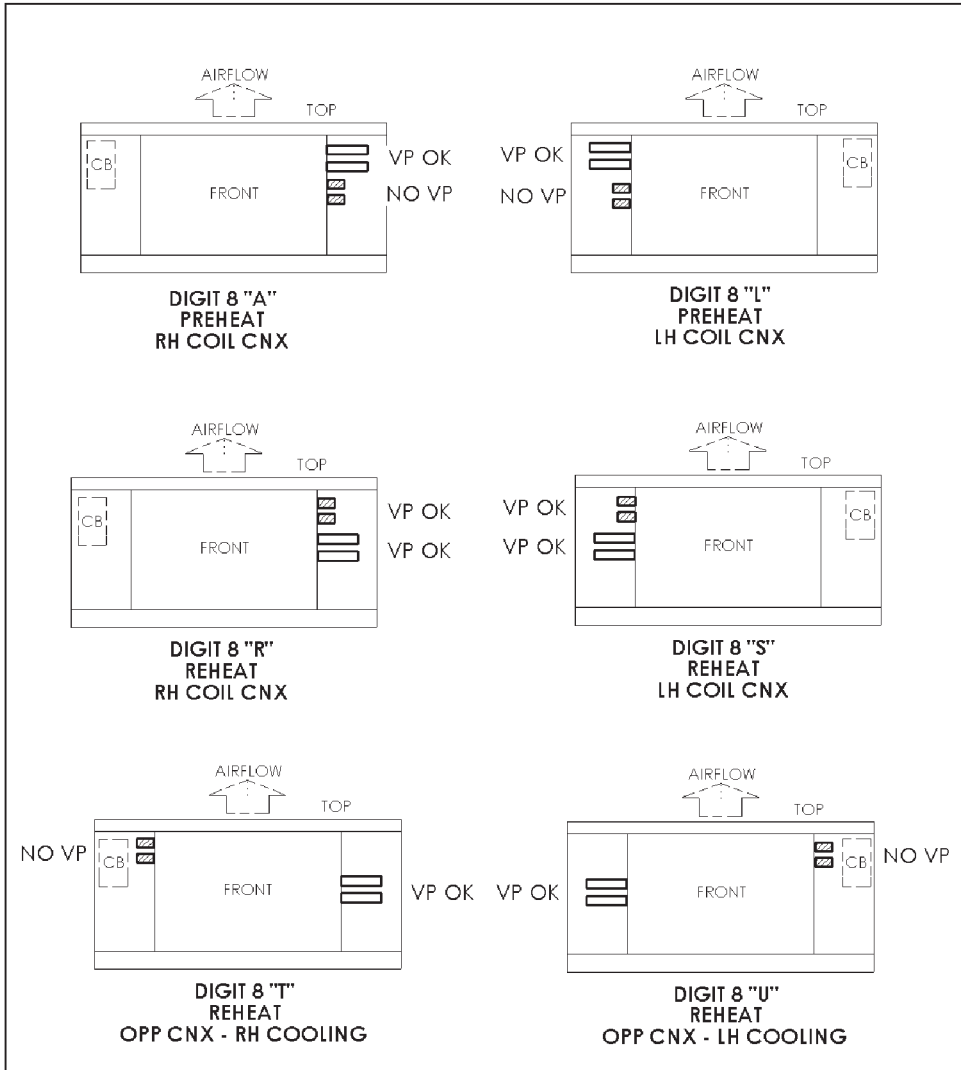 AIRFLOW
TOP
CB
FRONT
VP OK
NO VP
DIGIT 8 "A"
PREHEAT
RH COIL CNX
AIRFLOW
TOP
VP OK
NO VP
FRONT
CB
DIGIT 8 "L"
PREHEAT
LH COIL CNX
AIRFLOW
TOP
CB
FRONT
VP OK
VP OK
DIGIT 8 "R"
REHEAT
RH COIL CNX
AIRFLOW
TOP
VP OK
VP OK
FRONT
CB
DIGIT 8 "S"
REHEAT
LH COIL CNX
AIRFLOW
TOP
NO VP
CB
FRONT
VP OK
DIGIT 8 "T"
REHEAT
OPP CNX - RH COOLING
AIRFLOW
TOP
VP OK
FRONT
CB
NO VP
DIGIT 8 "U"
REHEAT
OPP CNX - LH COOLING